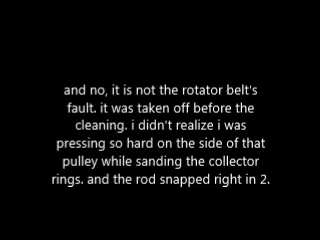 and no, it is not the rotator belt's
fault. it was taken off before the
cleaning. i didn't realize i was
pressing so hard on the side of that
pulley while sanding the collector
rings. and the rod snapped right in 2.